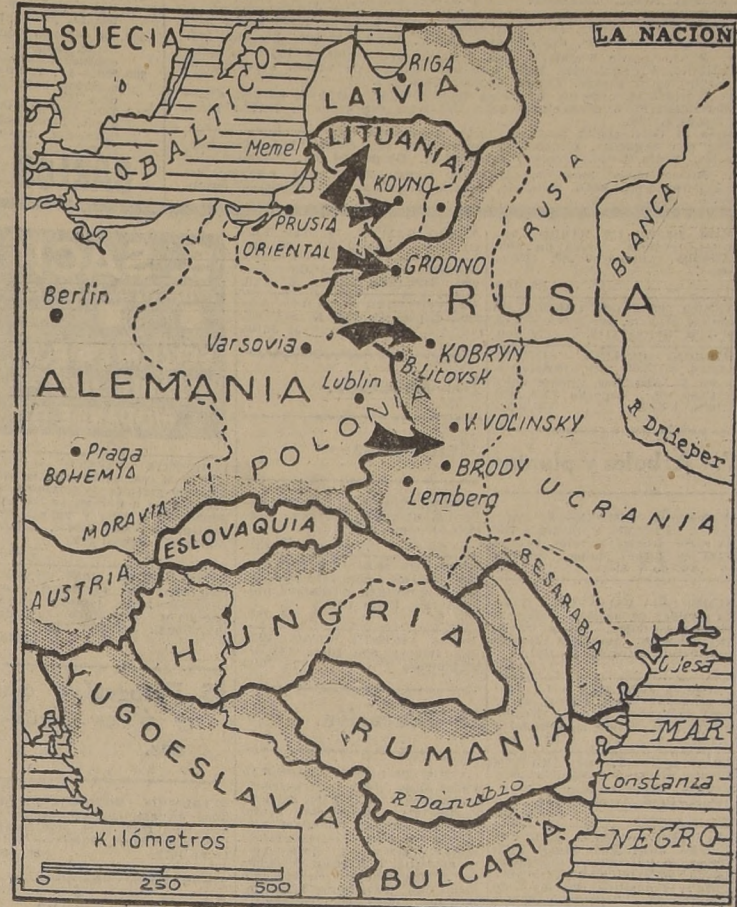 SUECIA
LA NACION
BALTICO
RIGA
LATVIA
LITUANIA
Memel
KOVNO
PRUSIA
ORIENTAL
GRODNO
RUSIA
BLANCA
RUSIA
Berlin
Varsovia
KOBRYN
B. Litovsk
ALEMANIA
Lublin
POLONIA
V. VOLINSKY
R. Dnieper
Praga
BOHEMIA
BRODY
Lemberg
UCRANIA
MORAVIA
ESLOVAQUIA
AUSTRIA
BESARABIA
HUNGRIA
YUGOESLAVIA
RUMANIA
MAR
Constanza
R. Danubio
NEGRO
BULGARIA
Kilómetros
0 250 500